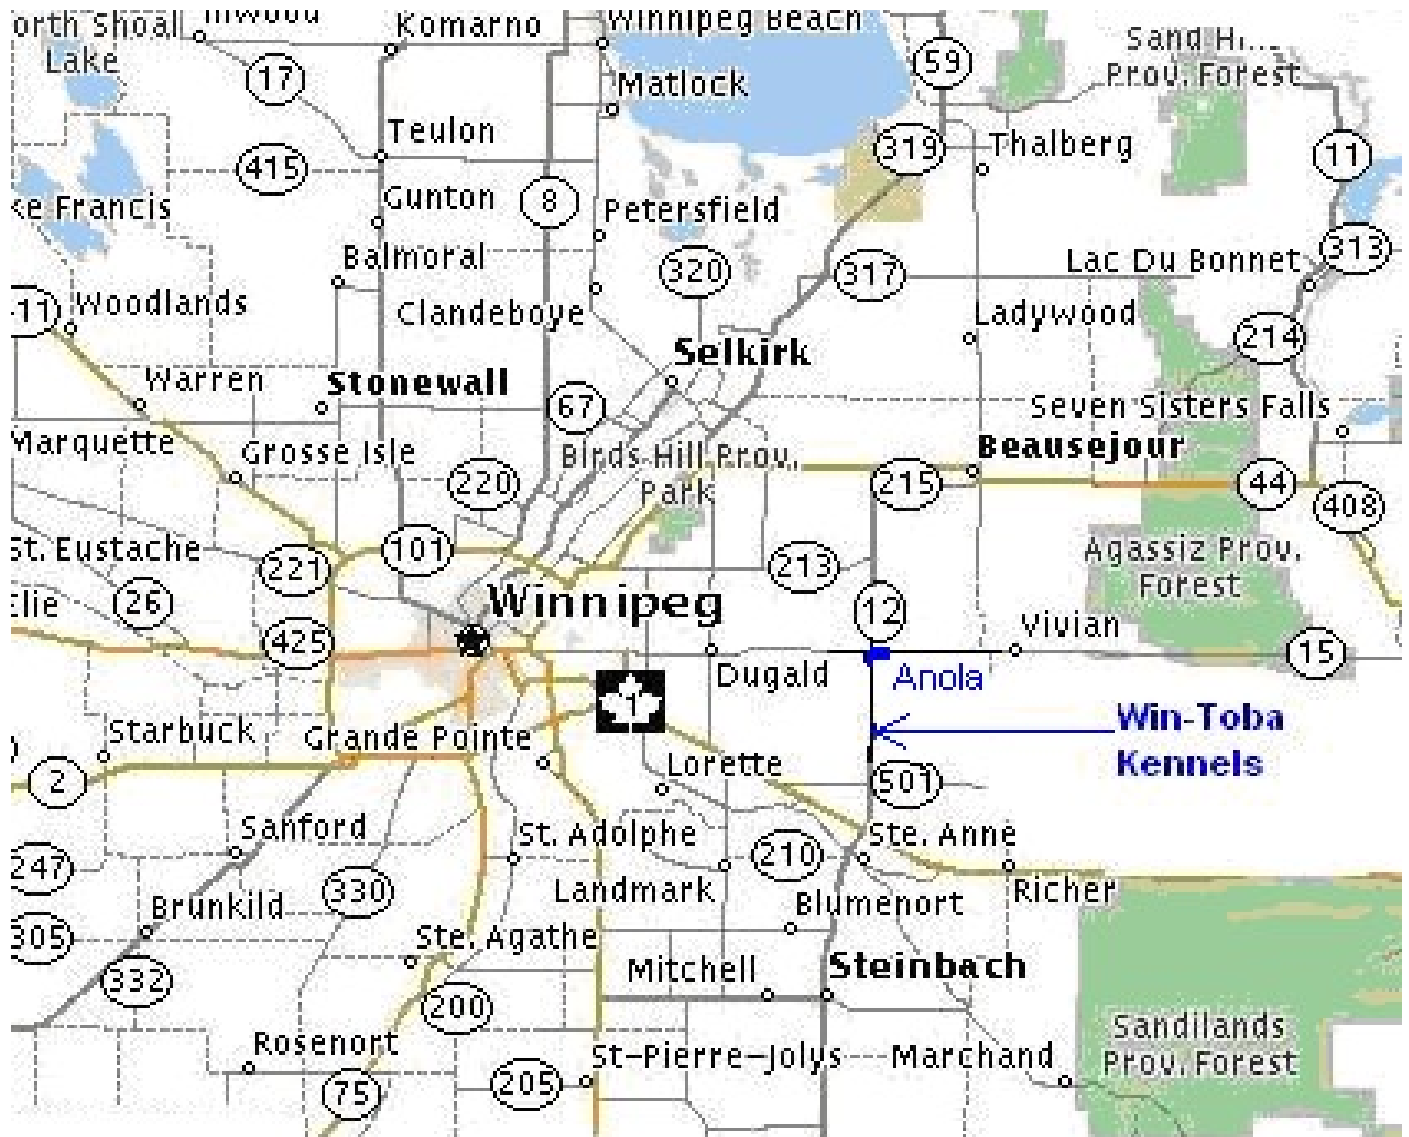 Inwood
Komarno
Winnipeg Beach
orth Shoal
Lake
17
59
Sand Hi...
Prov. Forest
Matlock
Teulon
415
319
Thalberg
11
ke Francis
Gunton
8
Petersfield
Balmoral
320
317
Lac Du Bonnet
313
11
Woodlands
Clandeboye
Ladywood
214
Warren
Stonewall
Selkirk
67
Seven Sisters Falls
Marquette
Grosse Isle
Birds Hill Prov.
Park
Beausejour
220
215
44
408
St. Eustache
221
101
213
Agassiz Prov.
Forest
Elie
26
Winnipeg
12
425
Vivian
15
Dugald
Anola
1
Starbuck
Grande Pointe
Win-Toba
Kennels
2
Lorette
501
Sanford
St. Adolphe
Ste. Anne
247
330
Landmark
210
Richer
Brunkild
Blumenort
305
Ste. Agathe
Mitchell
Steinbach
332
200
Rosenort
St-Pierre-Jolys
Marchand
Sandilands
Prov. Forest
75
205